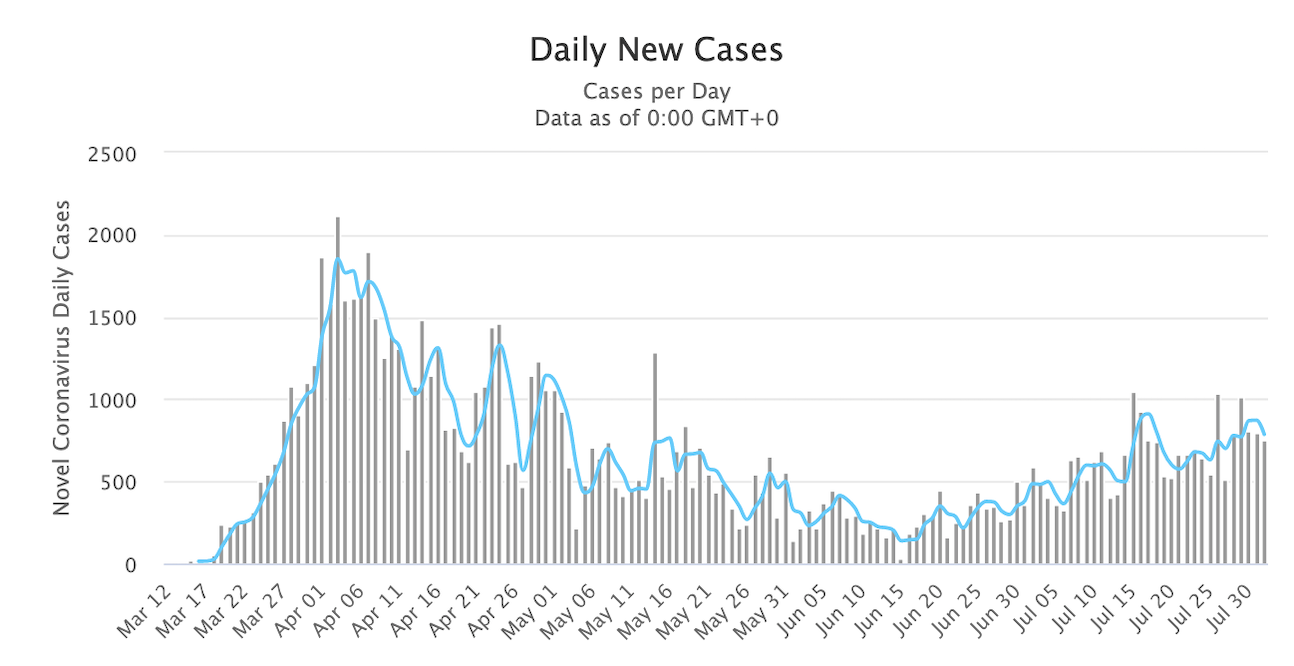 Daily New Cases
Cases per Day
Data as of 0:00 GMT+0
Novel Coronavirus Daily Cases
2500
2000
1500
1000
500
0
Mar 12
Mar 17
Mar 22
Mar 27
Apr 01
Apr 06
Apr 11
Apr 16
Apr 21
Apr 26
May 01
May 06
May 11
May 16
May 21
May 26
May 31
Jun 05
Jun 10
Jun 15
Jun 20
Jun 25
Jun 30
Jul 05
Jul 10
Jul 15
Jul 20
Jul 25
Jul 30